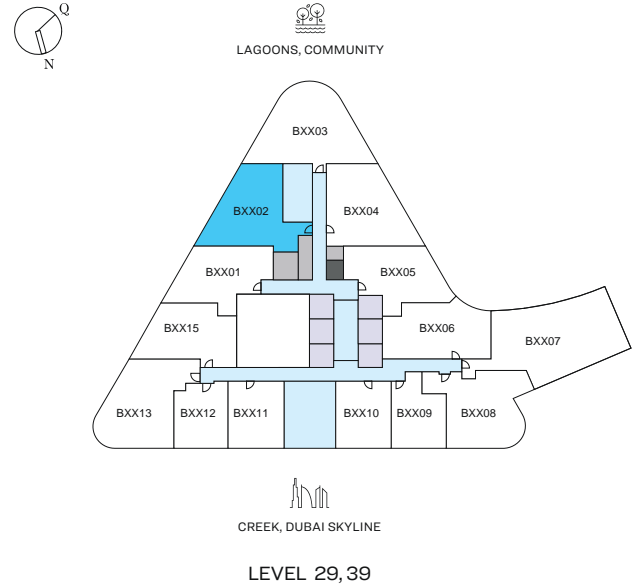 Q
N
LAGOONS, COMMUNITY
BXX03
BXX02
BXX04
BXX01
BXX05
BXX15
BXX06
BXX07
BXX13
BXX12
BXX11
BXX10
BXX09
BXX08
CREEK, DUBAI SKYLINE
LEVEL 29,39